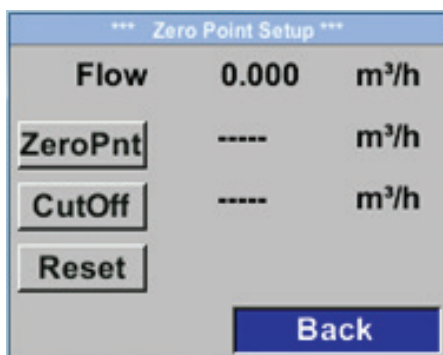 *** Zero Point Setup ***
Flow 0.000 m³/h
ZeroPnt ----- m³/h
CutOff ----- m³/h
Reset
Back